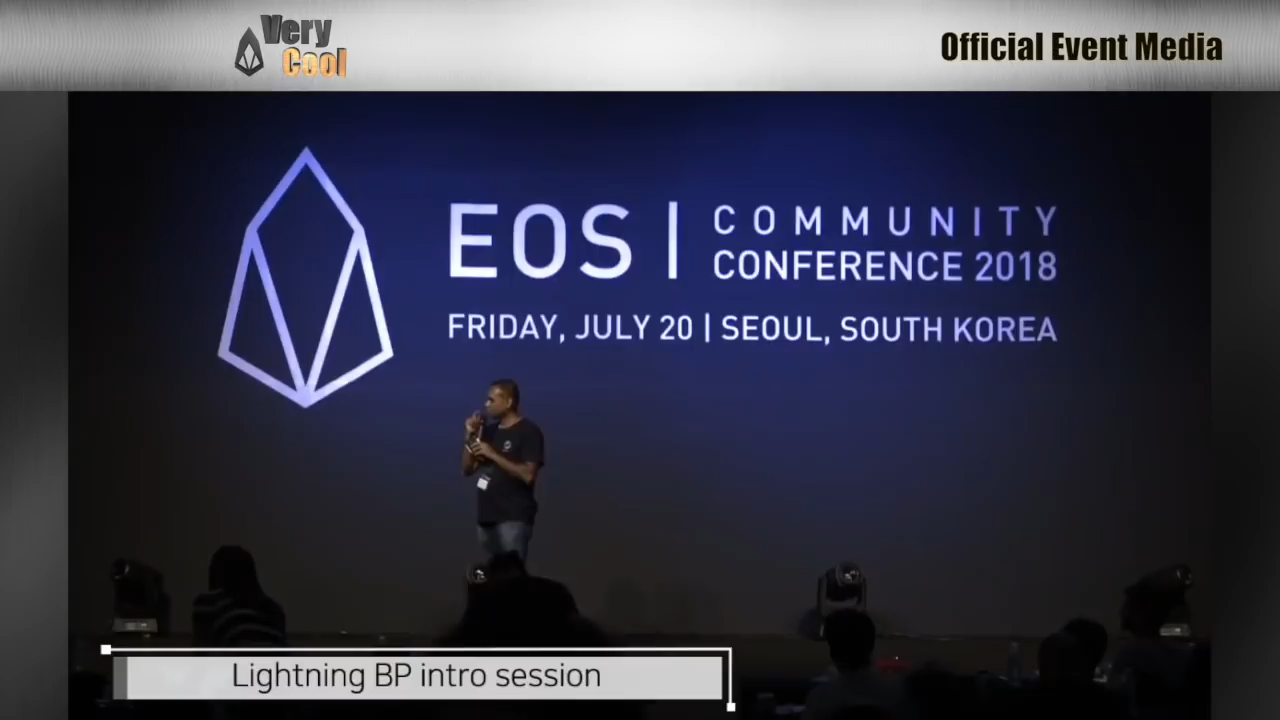 Very
Cool
Official Event Media
EOS | COMMUNITY
CONFERENCE 2018
FRIDAY, JULY 20 | SEOUL, SOUTH KOREA
Lightning BP intro session